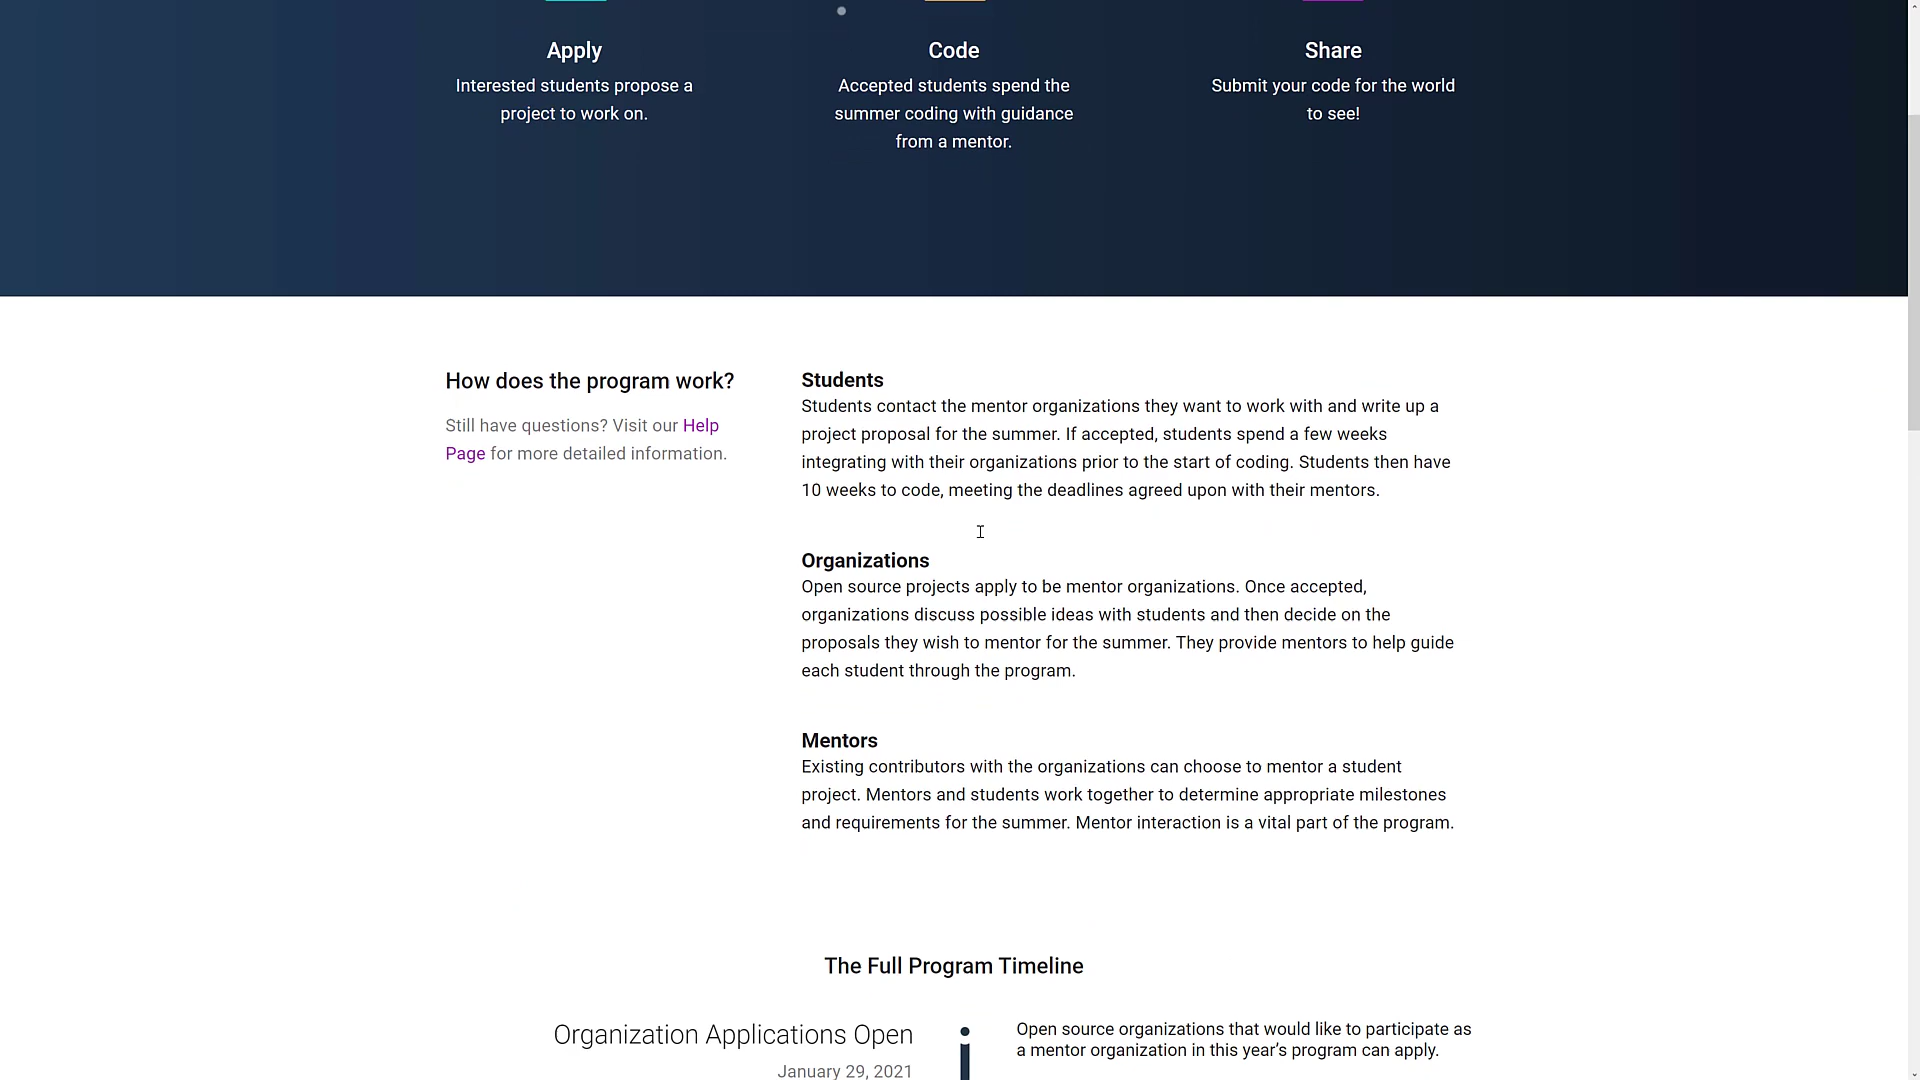 Apply
Interested students propose a
project to work on.
Code
Accepted students spend the
summer coding with guidance
from a mentor.
Share
Submit your code for the world
to see!
How does the program work?
Still have questions? Visit our Help
Page for more detailed information.
Students
Students contact the mentor organizations they want to work with and write up a
project proposal for the summer. If accepted, students spend a few weeks
integrating with their organizations prior to the start of coding. Students then have
10 weeks to code, meeting the deadlines agreed upon with their mentors.
Organizations
Open source projects apply to be mentor organizations. Once accepted,
organizations discuss possible ideas with students and then decide on the
proposals they wish to mentor for the summer. They provide mentors to help guide
each student through the program.
Mentors
Existing contributors with the organizations can choose to mentor a student
project. Mentors and students work together to determine appropriate milestones
and requirements for the summer. Mentor interaction is a vital part of the program.
The Full Program Timeline
Organization Applications Open
January 29, 2021
Open source organizations that would like to participate as
a mentor organization in this year’s program can apply.